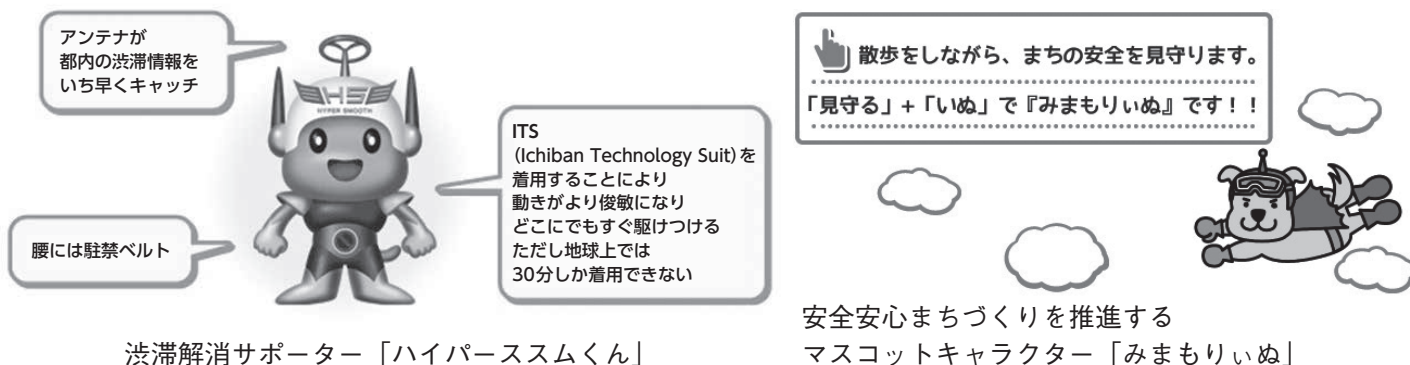 アンテナが
都内の渋滞情報を
いち早くキャッチ
HS
HYPER SMOOTH
ITS
(Ichiban Technology Suit)を
着用することにより
動きがより俊敏になり
どこにでもすぐ駆けつける
ただし地球上では
30分しか着用できない
腰には駐禁ベルト
渋滞解消サポーター「ハイパーススムくん」
散歩をしながら、まちの安全を見守ります。
「見守る」+「いぬ」で『みまもりぃぬ』です!!
安全安心まちづくりを推進する
マスコットキャラクター「みまもりぃぬ」